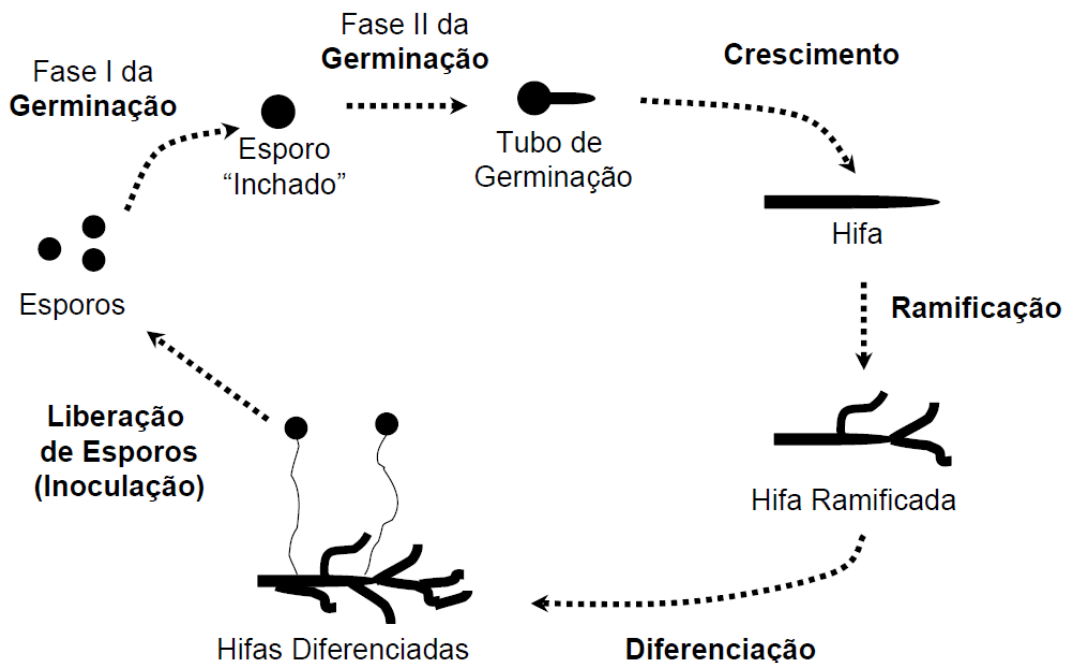 Fase I da
Germinação
Fase II da
Germinação
Crescimento
Esporo
“Inchado”
Tubo de
Germinação
Hifa
Esporos
Ramificação
Liberação
de Esporos
(Inoculação)
Hifa Ramificada
Hifas Diferenciadas
Diferenciação